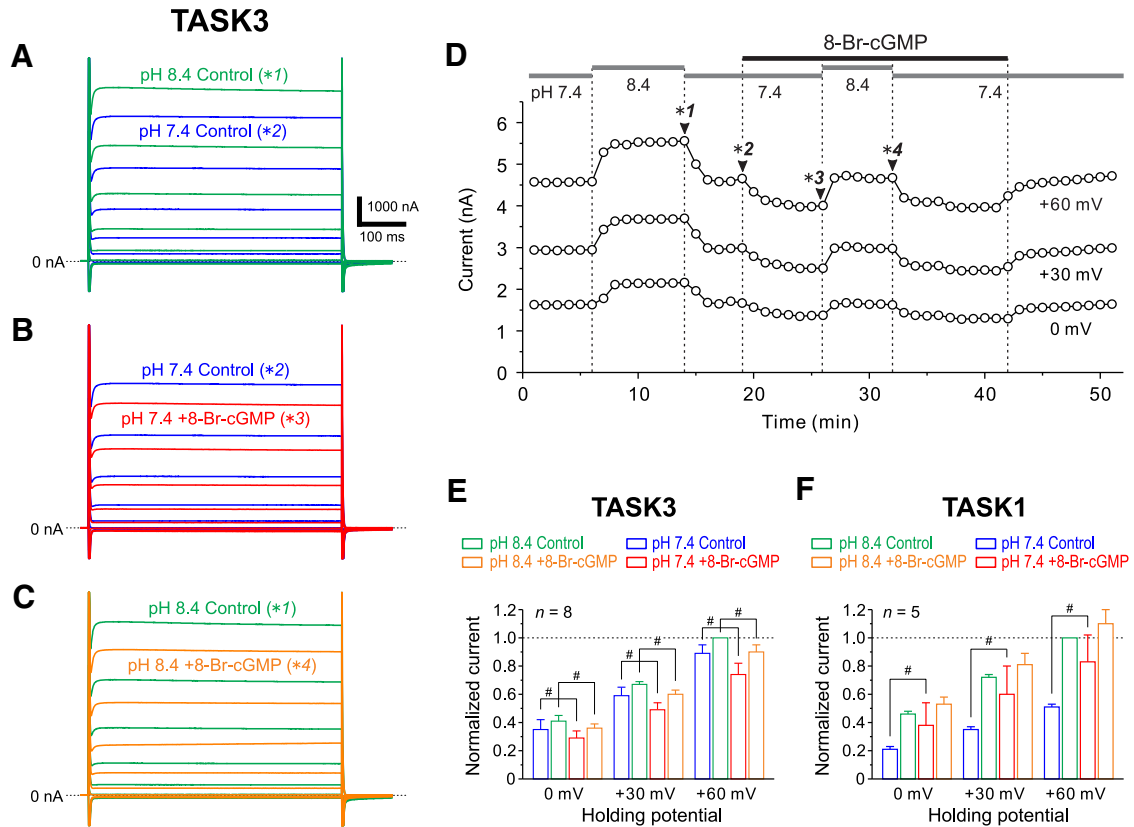 TASK3
A
pH 8.4 Control (*1)
pH 7.4 Control (*2)
1000 nA
100 ms
0 nA
B
pH 7.4 Control (*2)
pH 7.4 +8-Br-cGMP (*3)
0 nA
C
pH 8.4 Control (*1)
pH 8.4 +8-Br-cGMP (*4)
0 nA
D
8-Br-cGMP
pH 7.4
8.4
7.4
8.4
7.4
*1
*2
*3
*4
6
5
4
3
2
1
0
Current (nA)
+60 mV
+30 mV
0 mV
0 10 20 30 40 50
Time (min)
E
TASK3
pH 8.4 Control
pH 7.4 Control
pH 8.4 +8-Br-cGMP
pH 7.4 +8-Br-cGMP
n = 8
# # # # # #
1.2
1.0
0.8
0.6
0.4
0.2
0
Normalized current
0 mV +30 mV +60 mV
Holding potential
F
TASK1
pH 8.4 Control
pH 7.4 Control
pH 8.4 +8-Br-cGMP
pH 7.4 +8-Br-cGMP
n = 5
# # #
1.2
1.0
0.8
0.6
0.4
0.2
0
Normalized current
0 mV +30 mV +60 mV
Holding potential